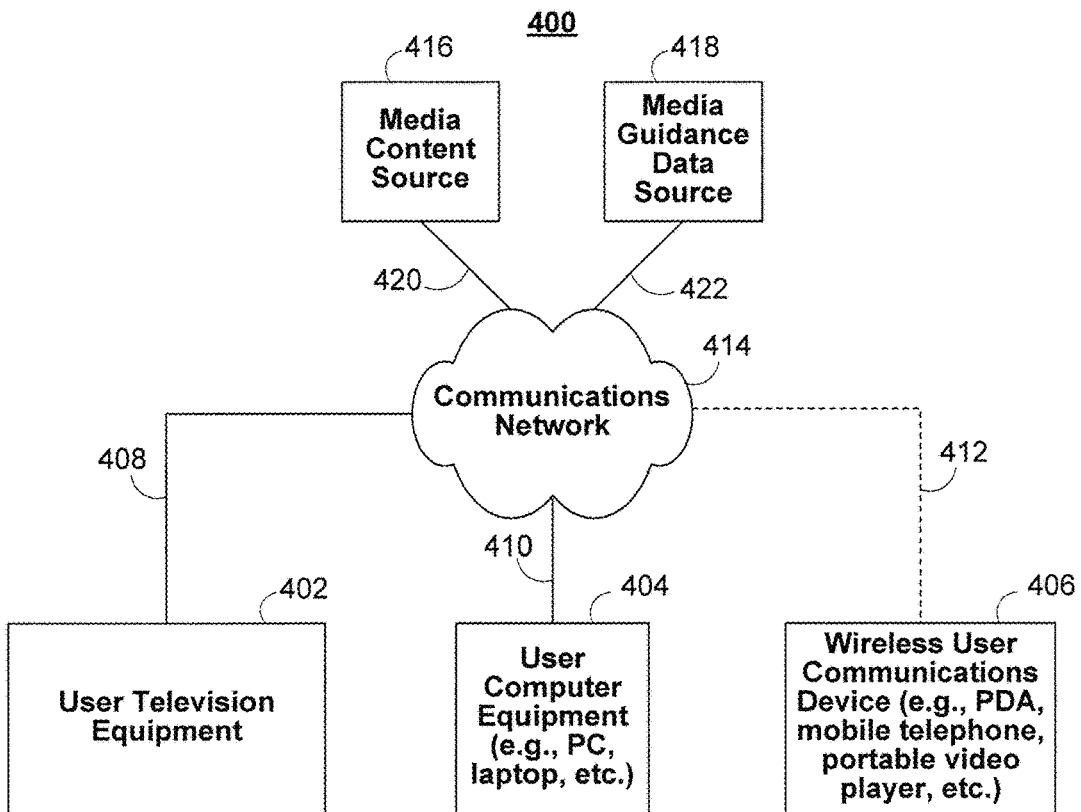 400
416
418
Media
Content
Source
Media
Guidance
Data
Source
420
422
414
Communications
Network
408
412
410
402
404
406
User Television
Equipment
User
Computer
Equipment
(e.g., PC,
laptop, etc.)
Wireless User
Communications
Device (e.g., PDA,
mobile telephone,
portable video
player, etc.)